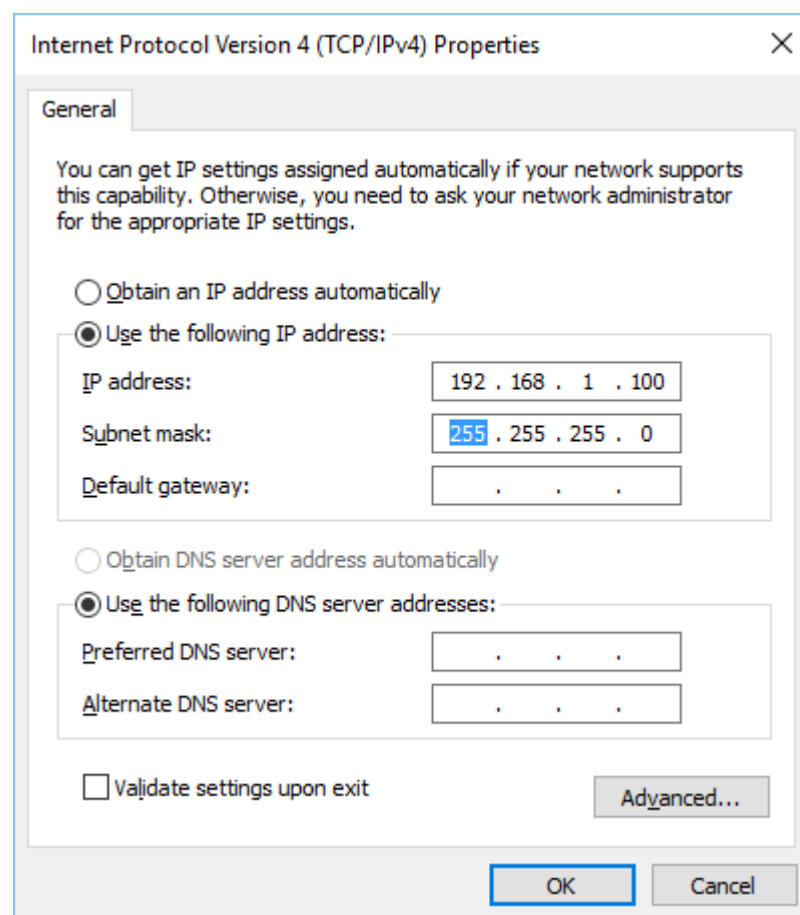 Internet Protocol Version 4 (TCP/IPv4) Properties
General
You can get IP settings assigned automatically if your network supports
this capability. Otherwise, you need to ask your network administrator
for the appropriate IP settings.
Obtain an IP address automatically
Use the following IP address:
IP address: 192 . 168 . 1 . 100
Subnet mask: 255 . 255 . 255 . 0
Default gateway: . . .
Obtain DNS server address automatically
Use the following DNS server addresses:
Preferred DNS server: . . .
Alternate DNS server: . . .
Validate settings upon exit
Advanced...
OK Cancel